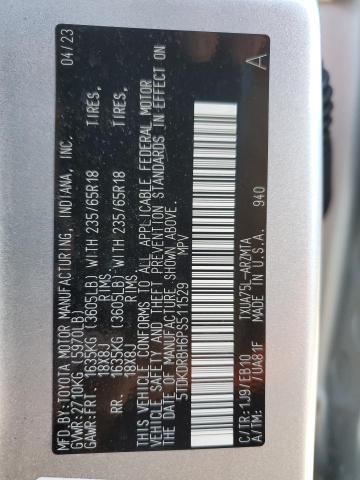 MFD.BY: TOYOTA MOTOR MANUFACTURING, INDIANA, INC. 04/23
GVWR:2710KG (5970LB)
GAWR:FRT. 1635KG (3605LB) WITH 235/65R18 TIRES,
18X8J RIMS
RR. 1635KG (3605LB) WITH 235/65R18 TIRES,
18X8J RIMS
THIS VEHICLE CONFORMS TO ALL APPLICABLE FEDERAL MOTOR
VEHICLE SAFETY AND THEFT PREVENTION STANDARDS IN EFFECT ON
THE DATE OF MANUFACTURE SHOWN ABOVE.
5TDKDRBH6PS511529 MPV
C/TR:1J9/EB10 TXUA75L-ARZMTA
A/TM: /UA81F MADE IN U.S.A. 940 A